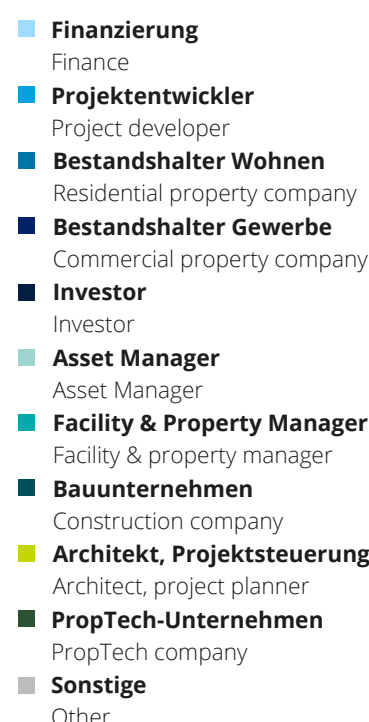 Finanzierung
Finance
Projektentwickler
Project developer
Bestandshalter Wohnen
Residential property company
Bestandshalter Gewerbe
Commercial property company
Investor
Investor
Asset Manager
Asset Manager
Facility & Property Manager
Facility & property manager
Bauunternehmen
Construction company
Architekt, Projektsteuerung
Architect, project planner
PropTech-Unternehmen
PropTech company
Sonstige
Other